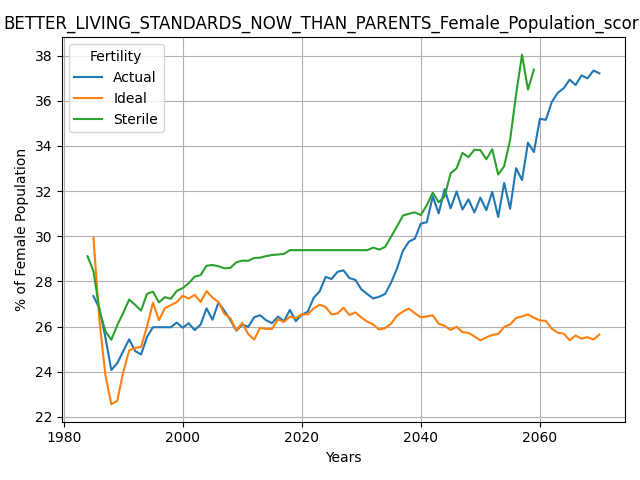 BETTER_LIVING_STANDARDS_NOW_THAN_PARENTS_Female_Population_scor
Fertility
Actual
Ideal
Sterile
% of Female Population
38
36
34
32
30
28
26
24
22
1980
2000
2020
2040
2060
Years